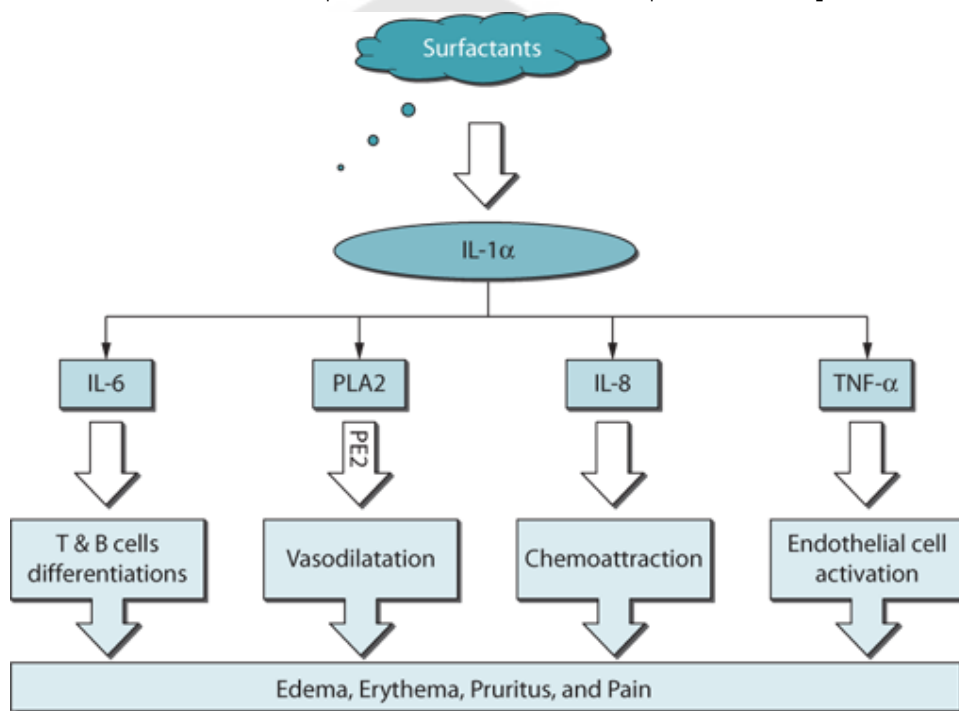 Surfactants
IL-1α
IL-6
PLA2
IL-8
TNF-α
PE2
T & B cells
differentiations
Vasodilatation
Chemoattraction
Endothelial cell
activation
Edema, Erythema, Pruritus, and Pain